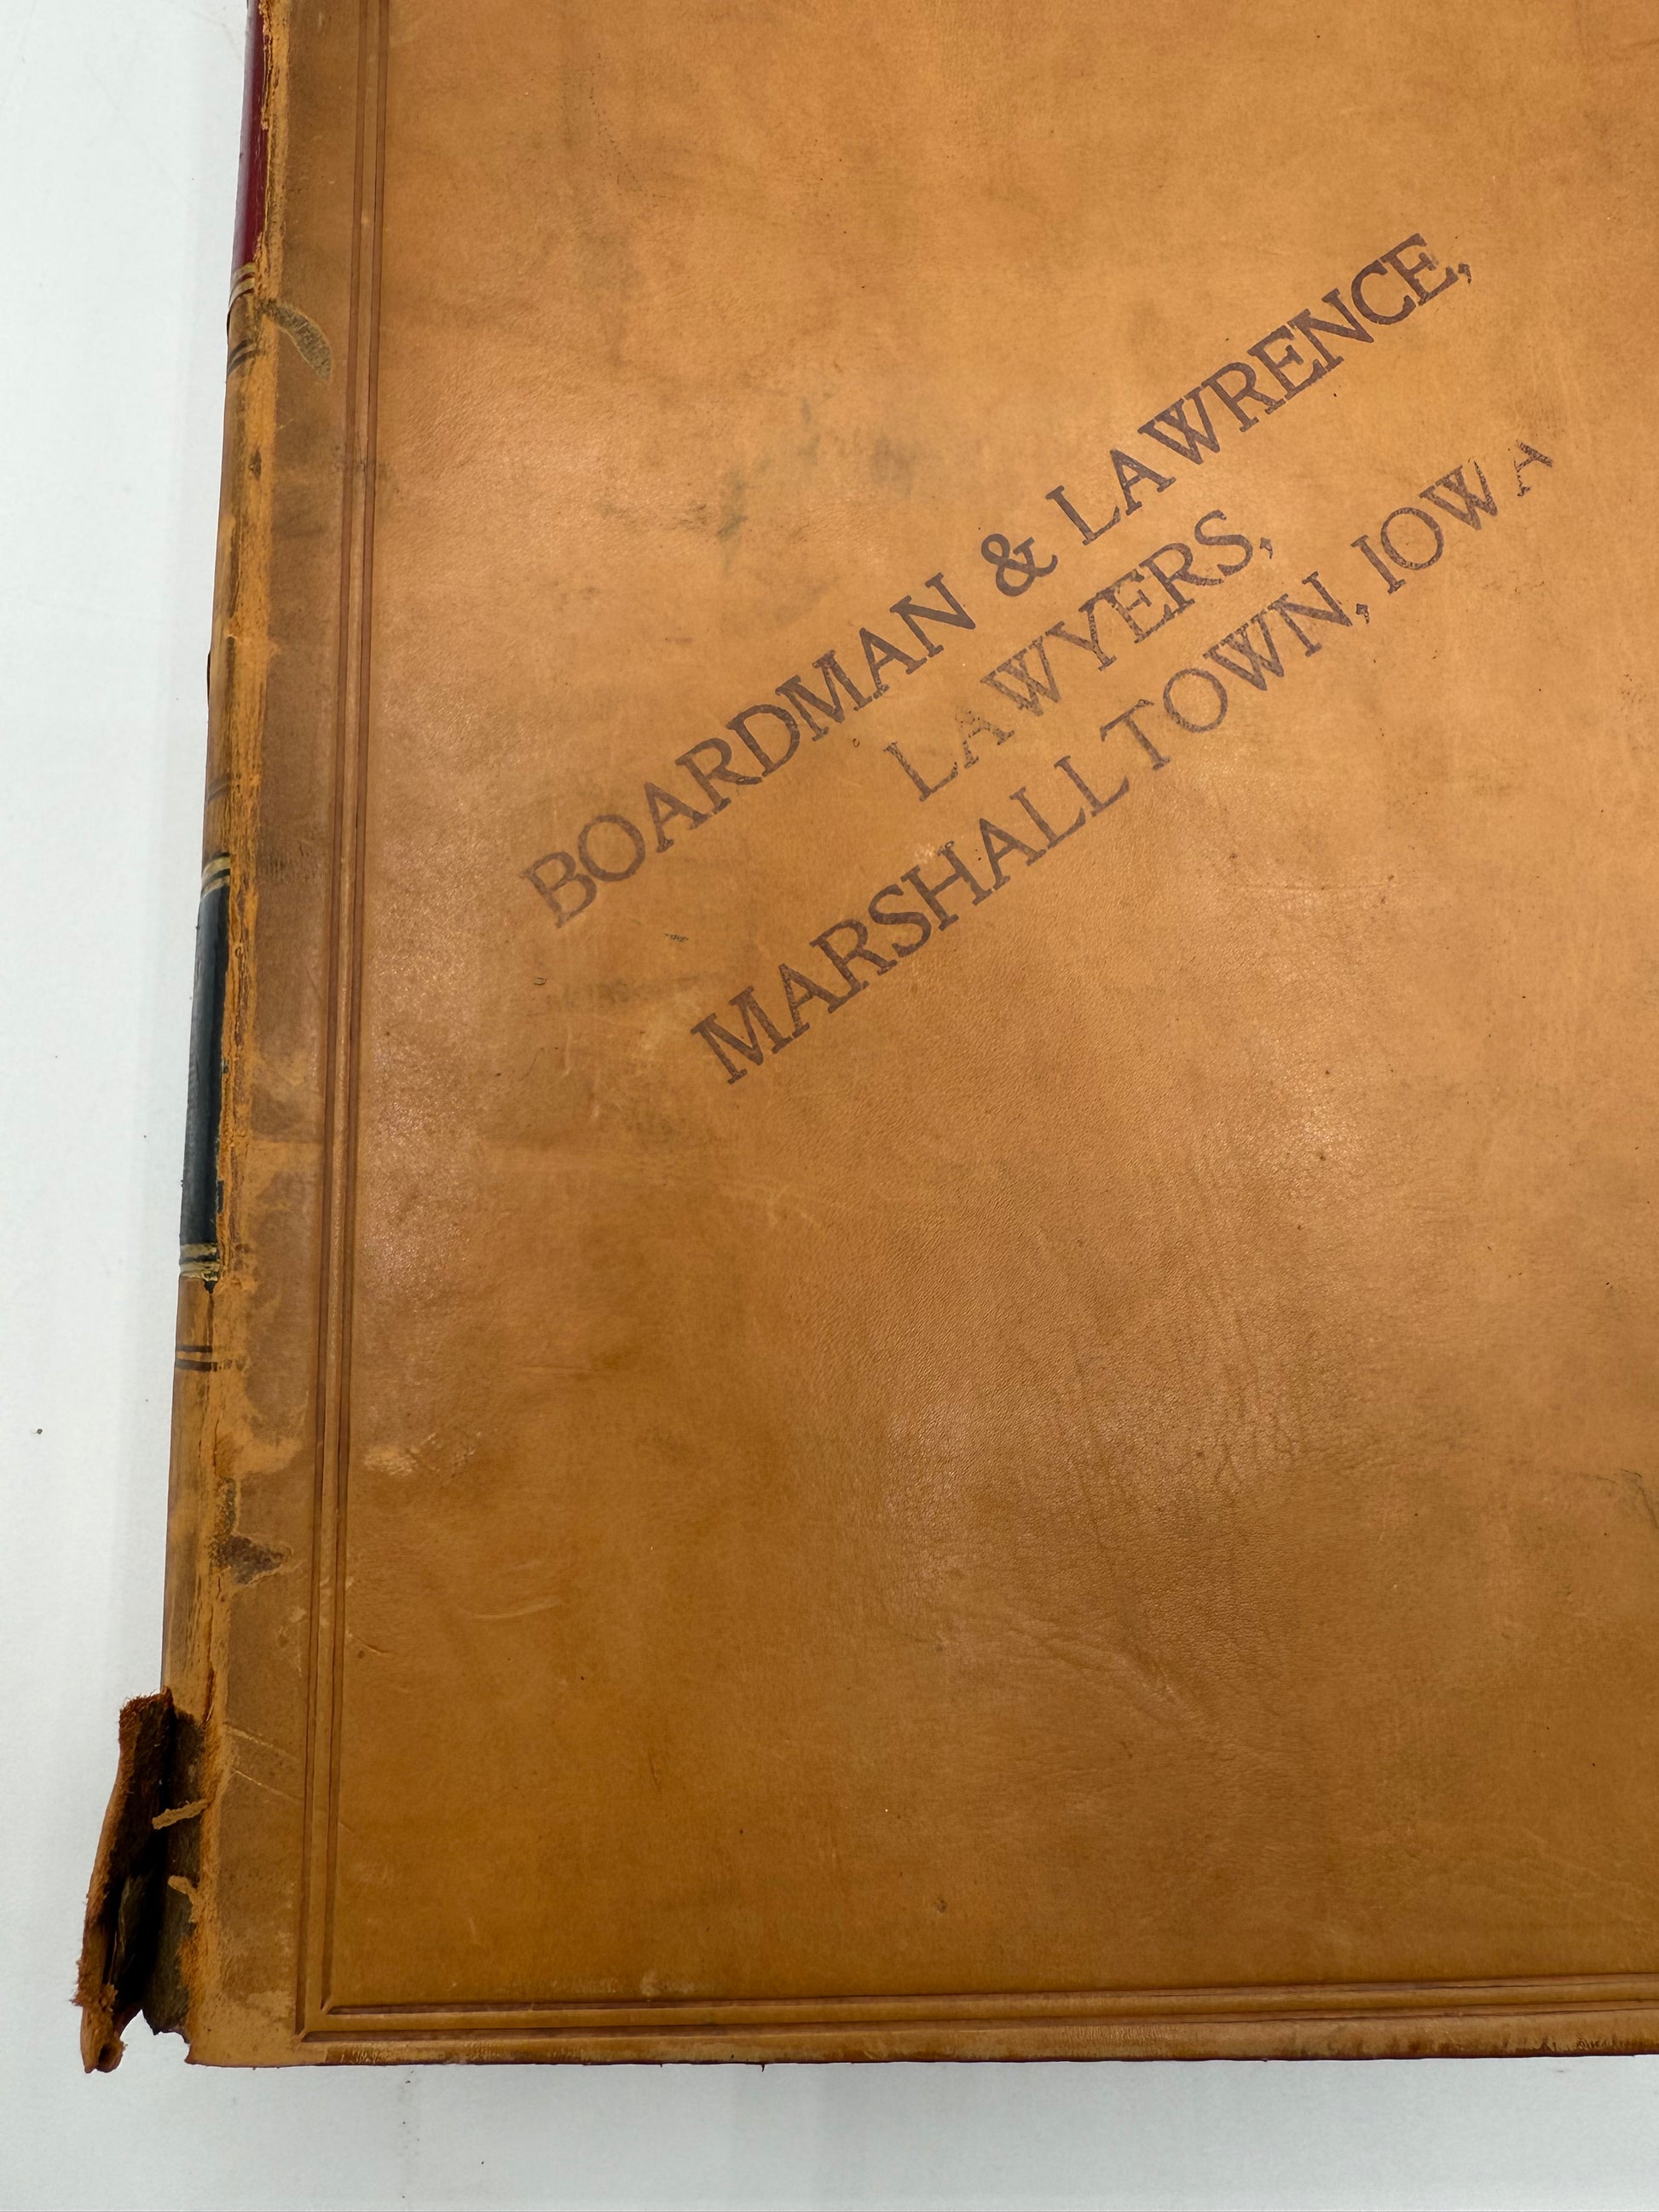 BOARDMAN & LAWRENCE,
LAWYERS,
MARSHALLTOWN, IOWA